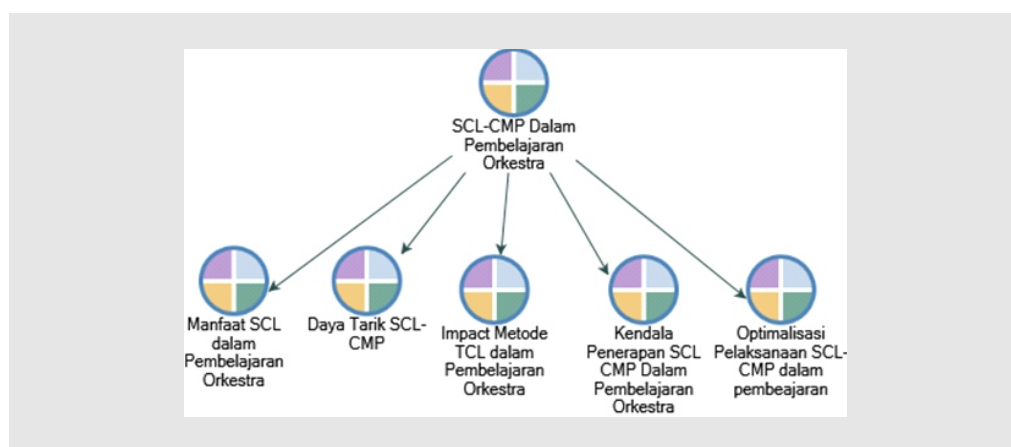 SCL-CMP Dalam
Pembelajaran
Orkestra
Manfaat SCL
dalam
Pembelajaran
Orkestra
Daya Tarik SCL-
CMP
Impact Metode
TCL dalam
Pembelajaran
Orkestra
Kendala
Penerapan SCL
CMP Dalam
Pembelajaran
Orkestra
Optimalisasi
Pelaksanaan SCL-
CMP dalam
pembeajaran